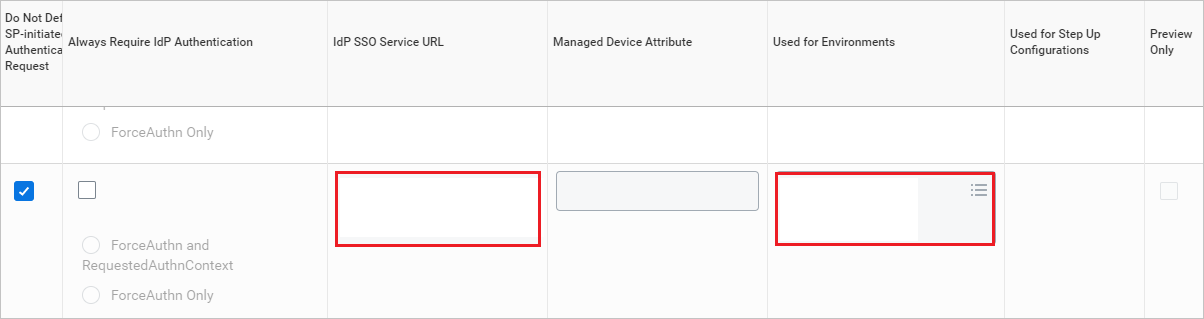 Do Not Def
SP-initiated
Authentica
Request
Always Require IdP Authentication
IdP SSO Service URL
Managed Device Attribute
Used for Environments
Used for Step Up
Configurations
Preview
Only
ForceAuthn Only
ForceAuthn and
RequestedAuthnContext
ForceAuthn Only